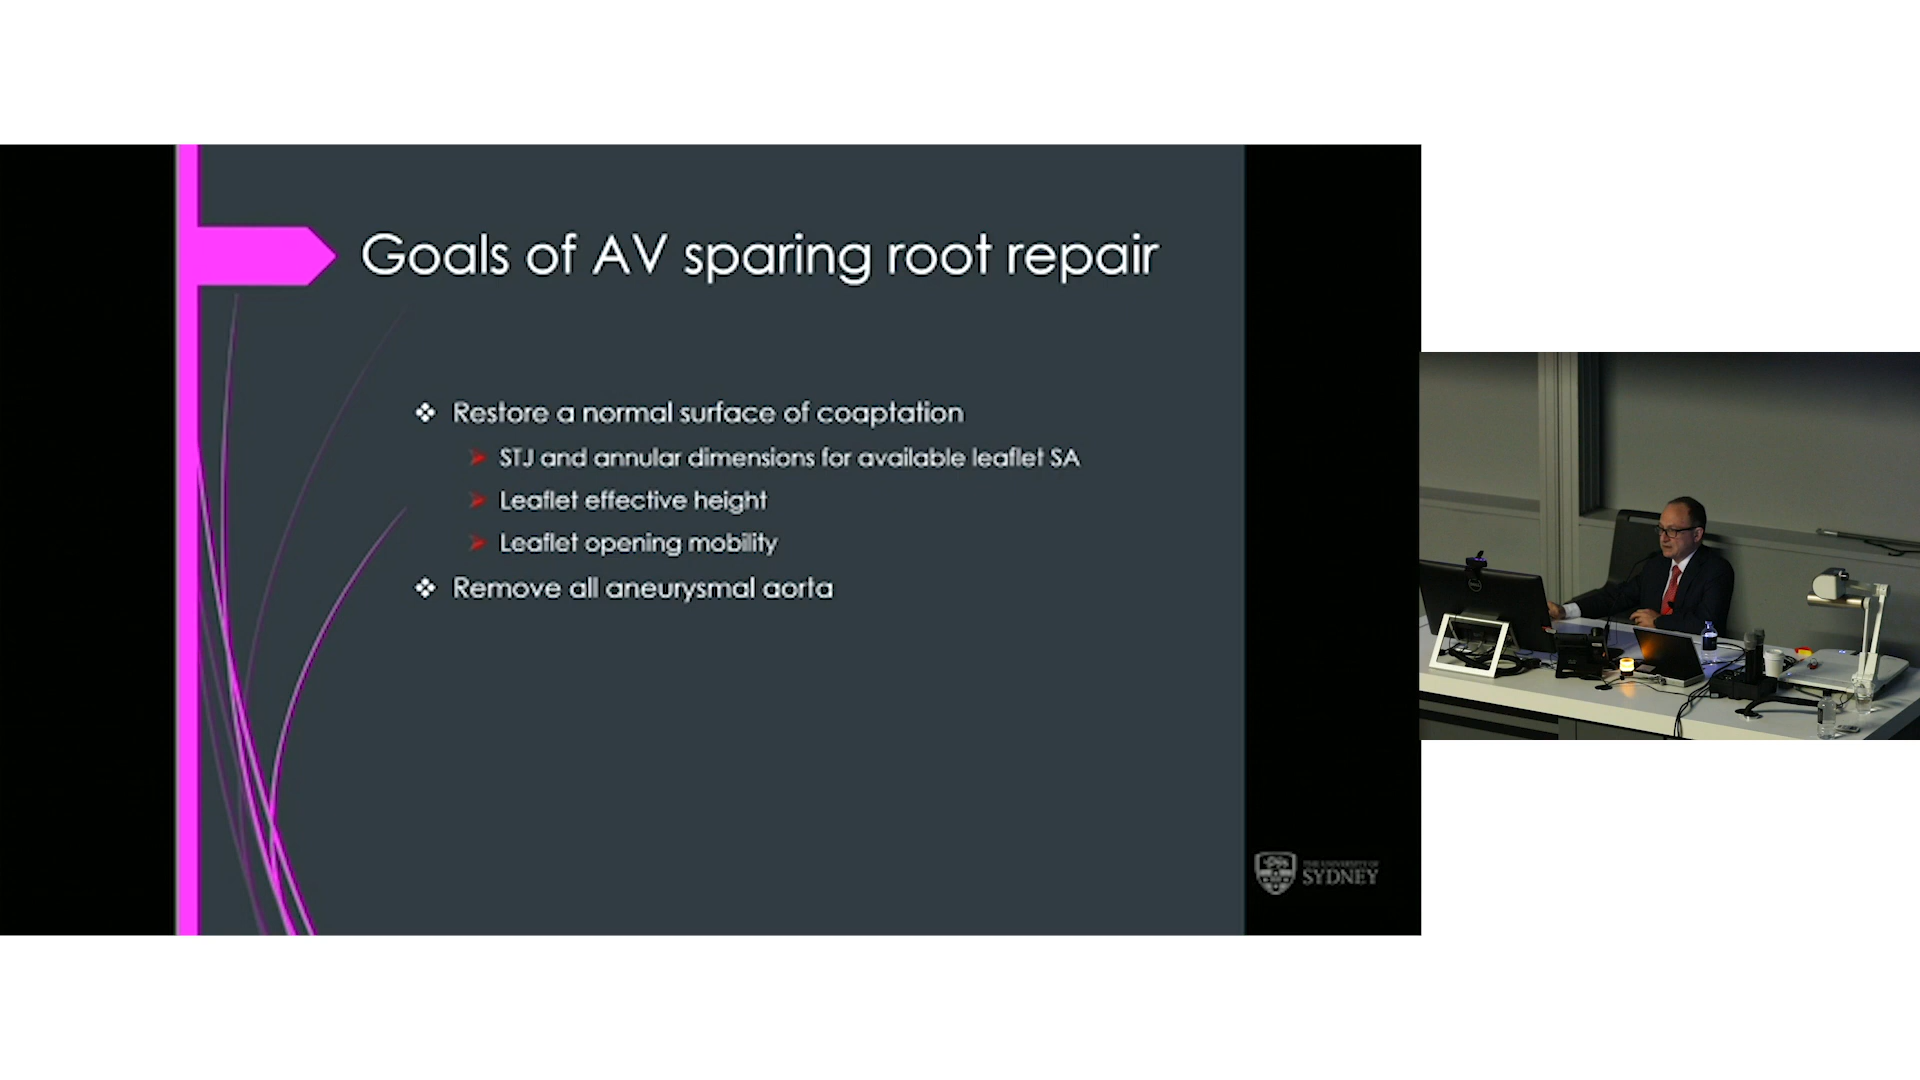 Goals of AV sparing root repair
Restore a normal surface of coaptation
STJ and annular dimensions for available leaflet SA
Leaflet effective height
Leaflet opening mobility
Remove all aneurysmal aorta
THE UNIVERSITY OF
SYDNEY